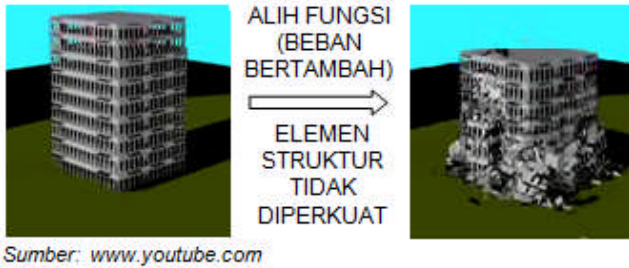 ALIH FUNGSI
(BEBAN
BERTAMBAH)
ELEMEN
STRUKTUR
TIDAK
DIPERKUAT
Sumber: www.youtube.com